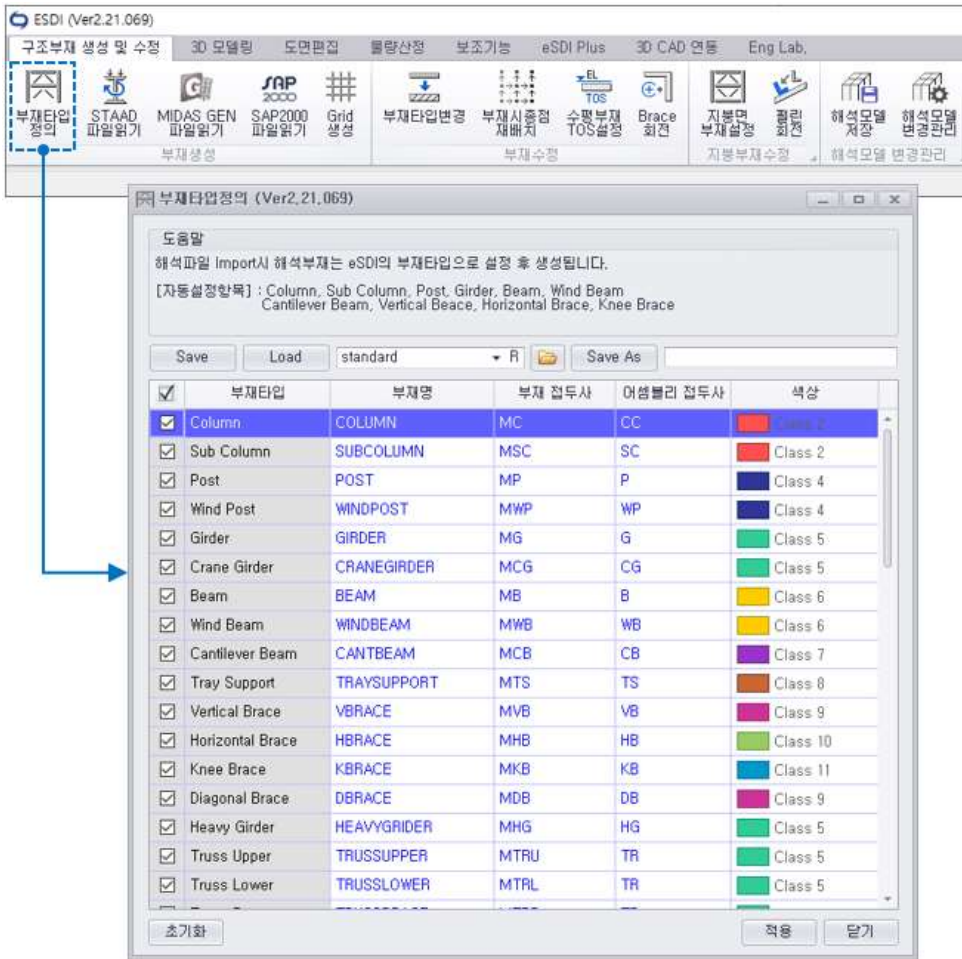 ESDI (Ver2.21.069)
구조부재 생성 및 수정 3D 모델링 도면편집 물량산정 보조기능 eSDI Plus 3D CAD 연동 Eng Lab.
부재타입 정의 STAAD 파일읽기 MIDAS GEN 파일읽기 SAP2000 파일읽기 Grid 생성 부재타입변경 부재시종점 재배치 수평부재 TOS설정 Brace 회전 지붕면 부재설정 펄린 회전 해석모델 저장 해석모델 변경관리
부재생성 부재수정 지붕부재수정 해석모델 변경관리
부재타입정의 (Ver2.21.069)
도움말
해석파일 Import시 해석부재는 eSDI의 부재타입으로 설정 후 생성됩니다.
[자동설정항목] : Column, Sub Column, Post, Girder, Beam, Wind Beam
Cantilever Beam, Vertical Beace, Horizontal Brace, Knee Brace
Save Load standard R Save As
부재타입 부재명 부재 접두사 어셈블리 접두사 색상
Column COLUMN MC CC Class 2
Sub Column SUBCOLUMN MSC SC Class 2
Post POST MP P Class 4
Wind Post WINDPOST MWP WP Class 4
Girder GIRDER MG G Class 5
Crane Girder CRANEGIRDER MCG CG Class 5
Beam BEAM MB B Class 6
Wind Beam WINDBEAM MWB WB Class 6
Cantilever Beam CANTBEAM MCB CB Class 7
Tray Support TRAYSUPPORT MTS TS Class 8
Vertical Brace VBRACE MVB VB Class 9
Horizontal Brace HBRACE MHB HB Class 10
Knee Brace KBRACE MKB KB Class 11
Diagonal Brace DBRACE MDB DB Class 9
Heavy Girder HEAVYGRIDER MHG HG Class 5
Truss Upper TRUSSUPPER MTRU TR Class 5
Truss Lower TRUSSLOWER MTRL TR Class 5
초기화 적용 닫기